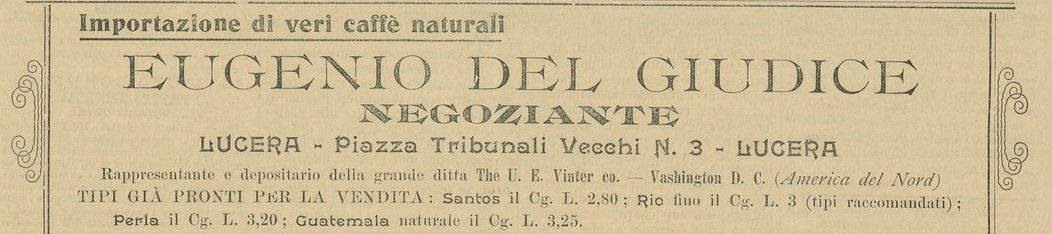 Importazione di veri caffè naturali
EUGENIO DEL GIUDICE
NEGOZIANTE
LUCERA - Piazza Tribunali Vecchi N. 3 - LUCERA
Rappresentante e depositario della grande ditta The U. E. Vinter co. — Vashington D. C. (America del Nord)
TIPI GIÀ PRONTI PER LA VENDITA: Santos il Cg. L. 2,80; Rio fino il Cg. L. 3 (tipi raccomandati);
Perla il Cg. L. 3,20; Guatemala naturale il Cg. L. 3,25.